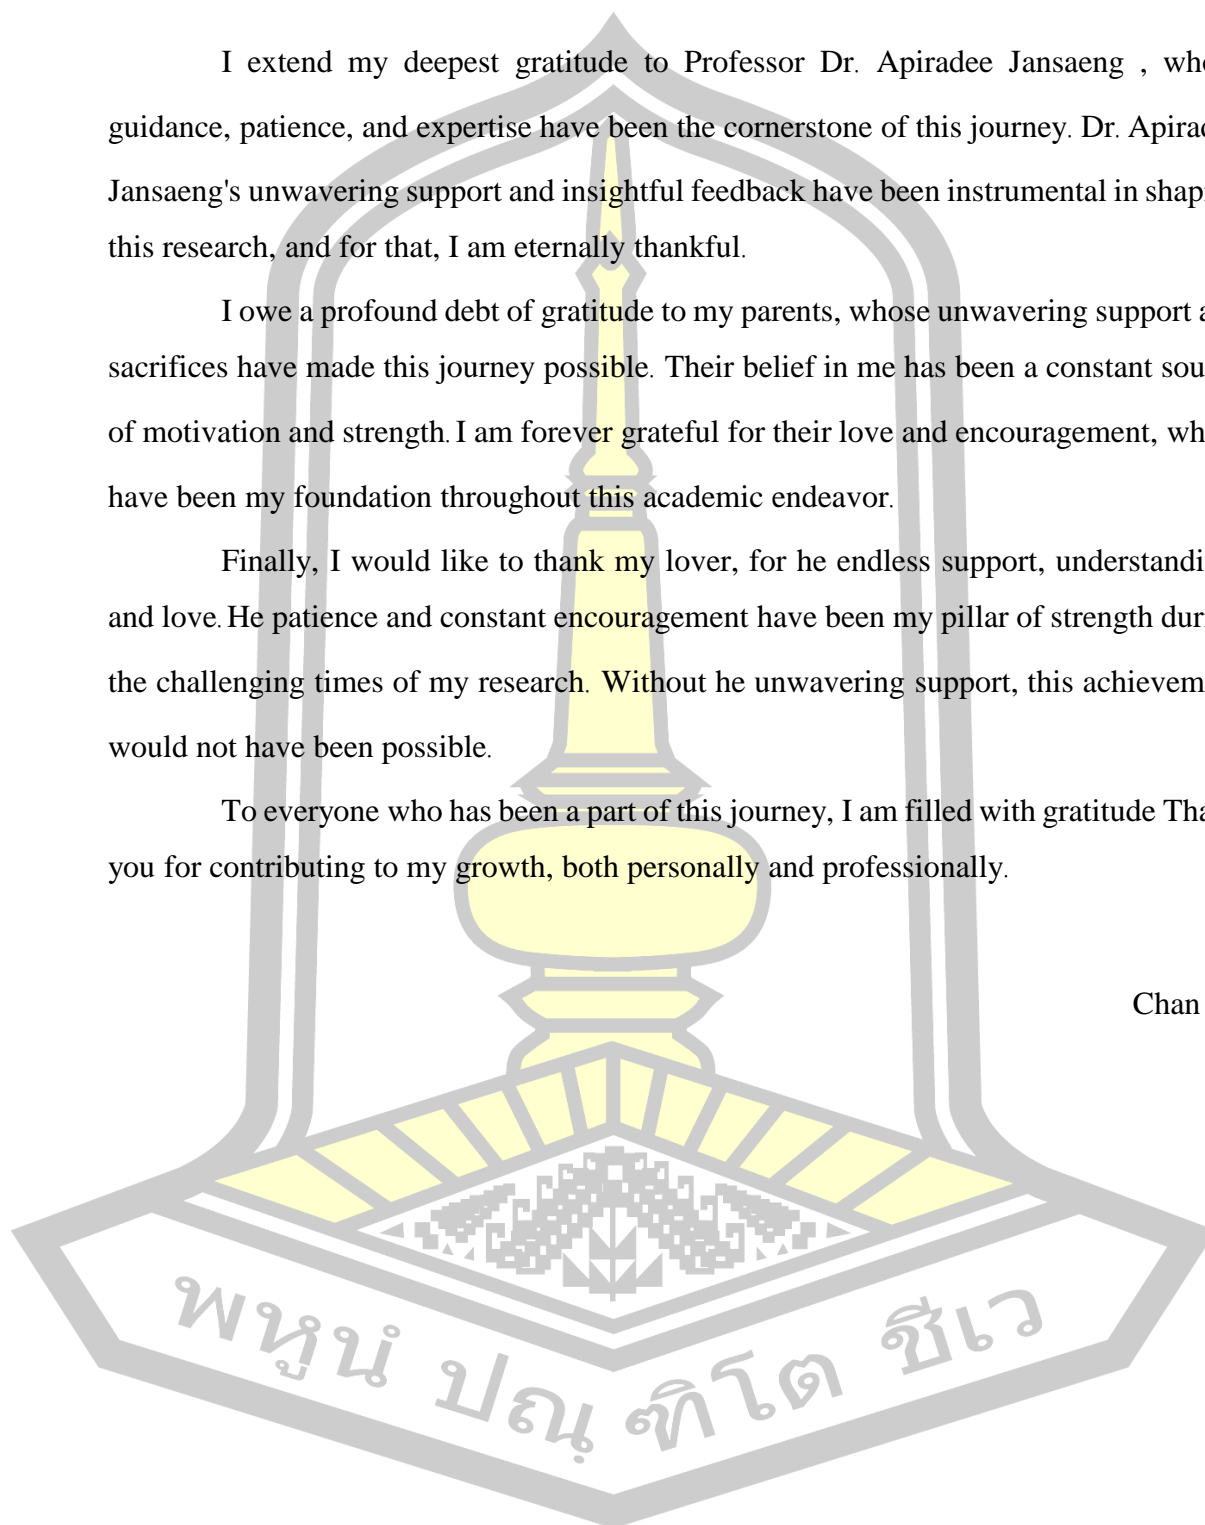 I extend my deepest gratitude to Professor Dr. Apiradee Jansaeng , who
guidance, patience, and expertise have been the cornerstone of this journey. Dr. Apirad
Jansaeng's unwavering support and insightful feedback have been instrumental in shap
this research, and for that, I am eternally thankful.
I owe a profound debt of gratitude to my parents, whose unwavering support a
sacrifices have made this journey possible. Their belief in me has been a constant sou
of motivation and strength. I am forever grateful for their love and encouragement, wh
have been my foundation throughout this academic endeavor.
Finally, I would like to thank my lover, for he endless support, understandi
and love. He patience and constant encouragement have been my pillar of strength dur
the challenging times of my research. Without he unwavering support, this achievem
would not have been possible.
To everyone who has been a part of this journey, I am filled with gratitude Tha
you for contributing to my growth, both personally and professionally.
Chan
พหูนํ ปณฺฑิโต ชีเว